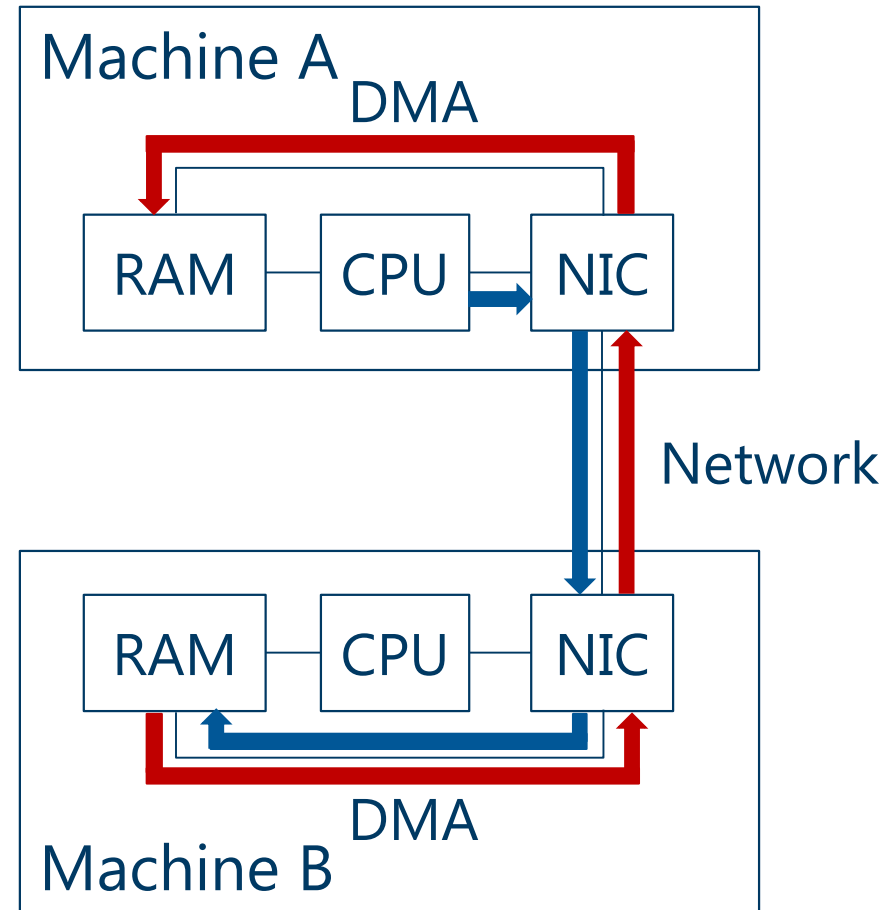 Machine A
DMA
RAM
CPU
NIC
Network
RAM
CPU
NIC
DMA
Machine B